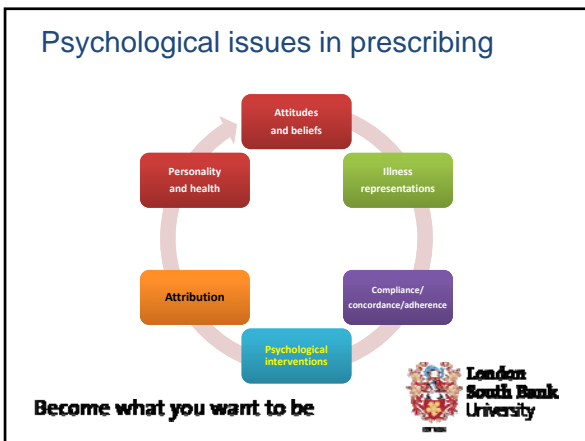 Psychological issues in prescribing
Attitudes
and beliefs
Illness
representations
Compliance/
concordance/adherence
Psychological
interventions
Attribution
Personality
and health
Become what you want to be
London
South Bank
University